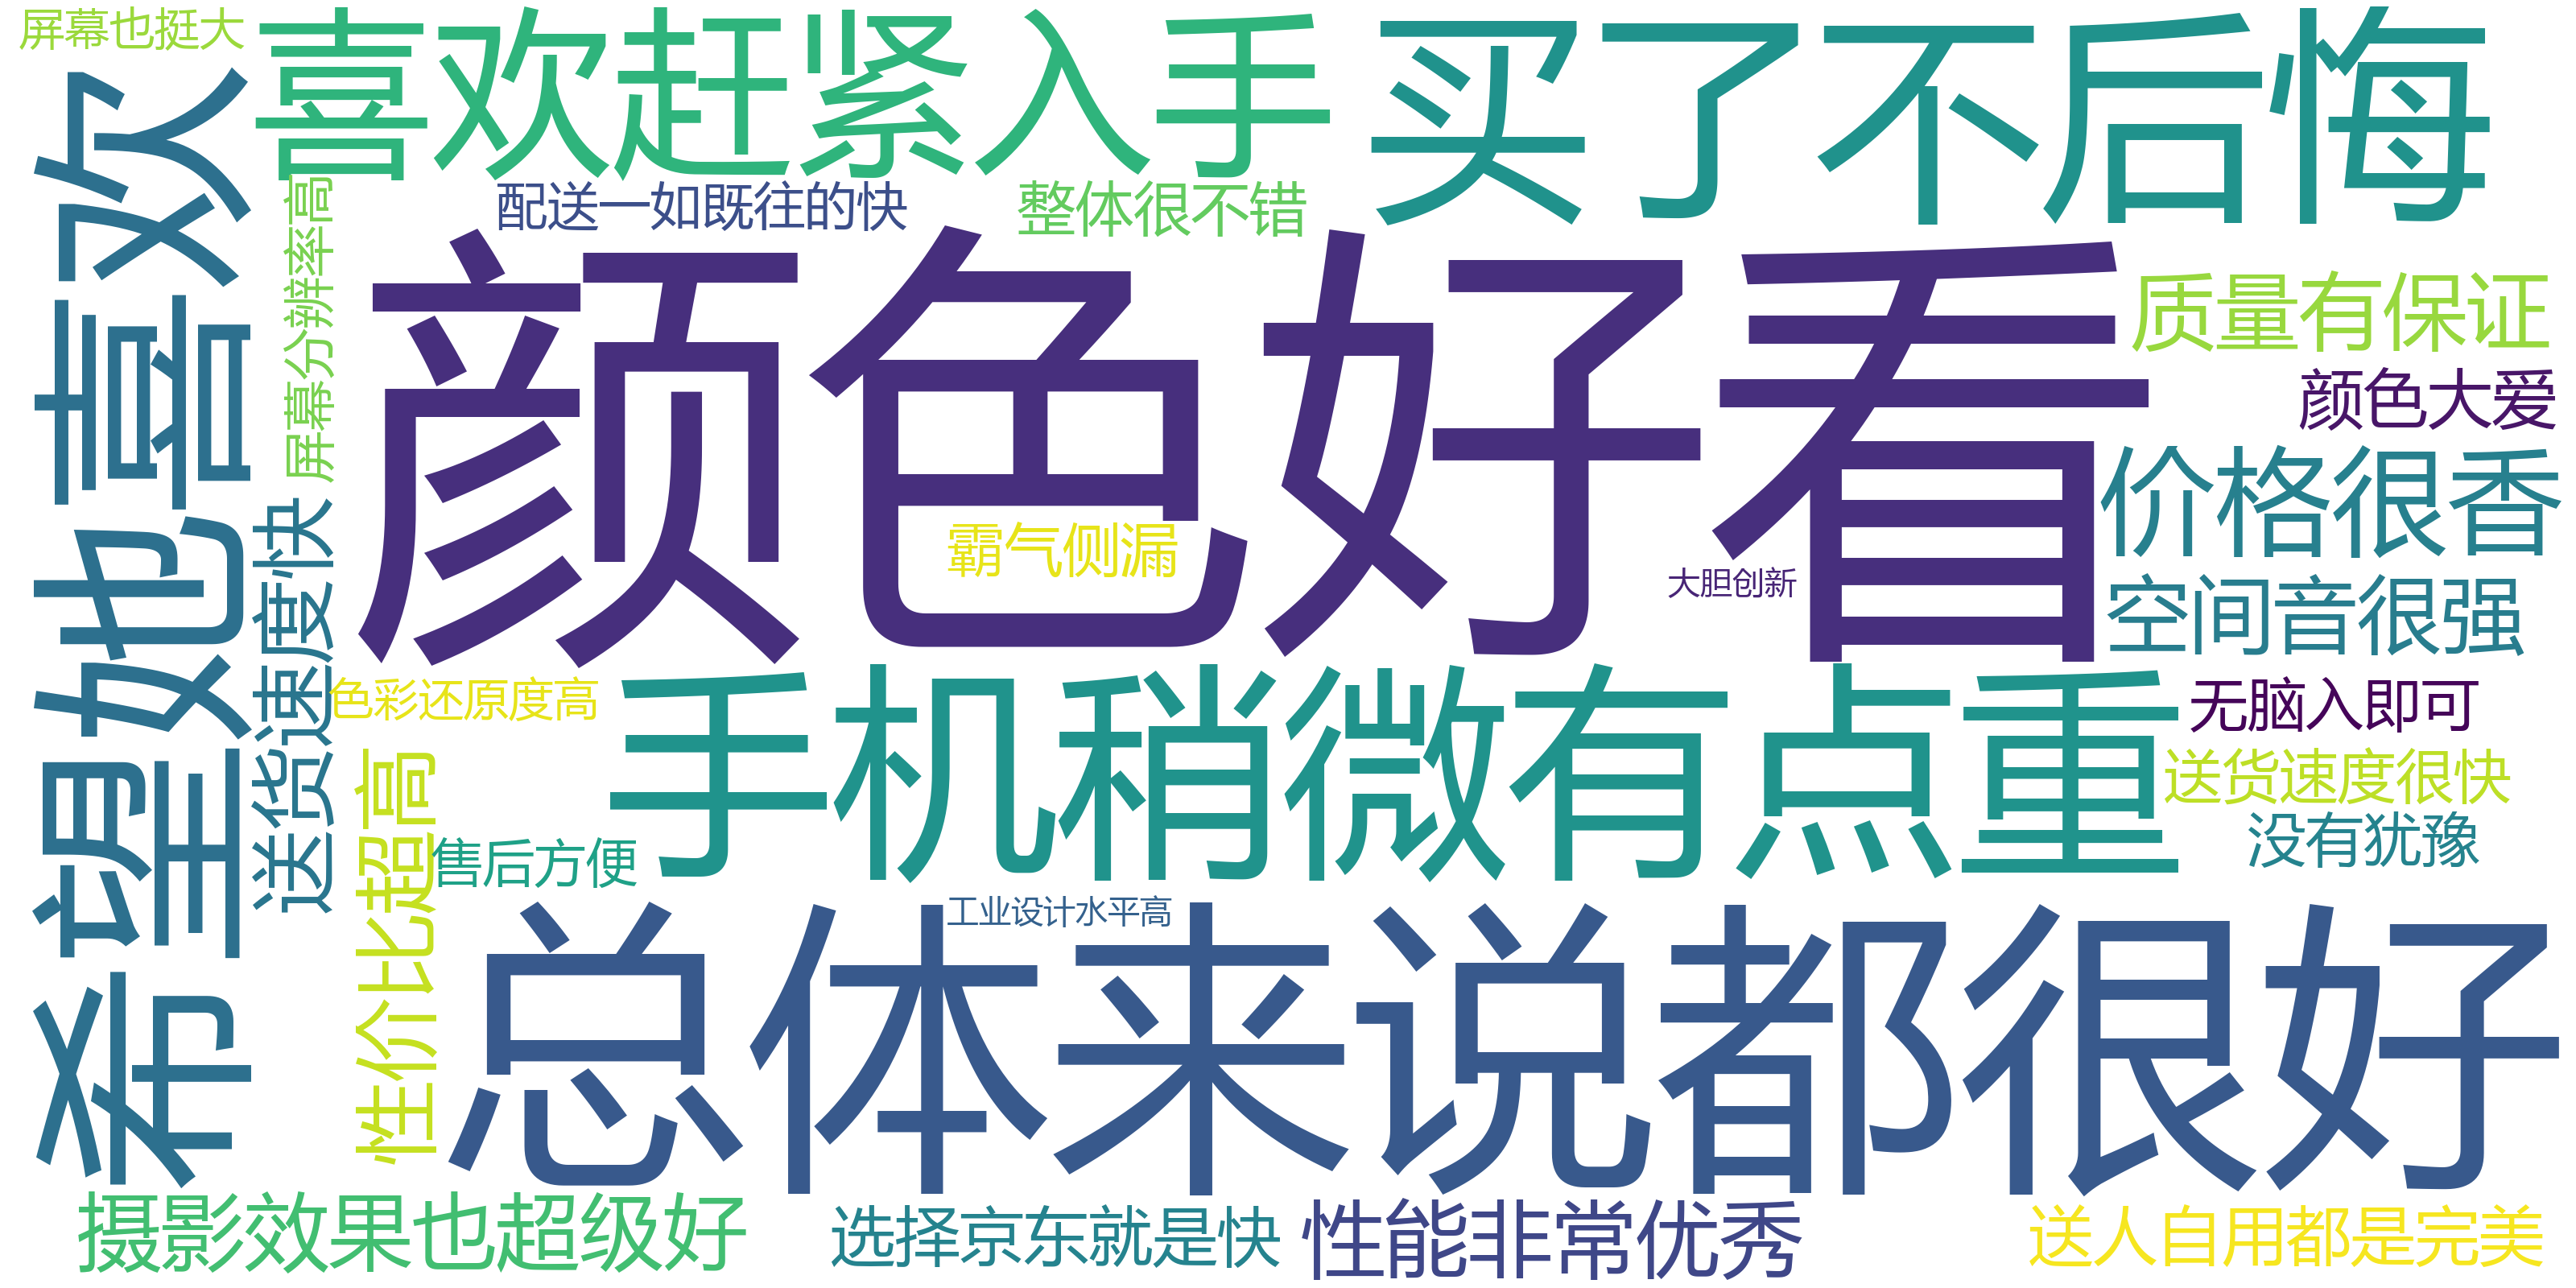 屏幕也挺大
喜欢赶紧入手
买了不后悔
希望她喜欢
配送一如既往的快
整体很不错
屏幕分辨率高
颜色好看
质量有保证
颜色大爱
价格很香
送货速度快
霸气侧漏
大胆创新
空间音很强
色彩还原度高
手机稍微有点重
无脑入即可
送货速度很快
性价比超高
售后方便
没有犹豫
工业设计水平高
总体来说都很好
摄影效果也超级好
选择京东就是快
性能非常优秀
送人自用都是完美